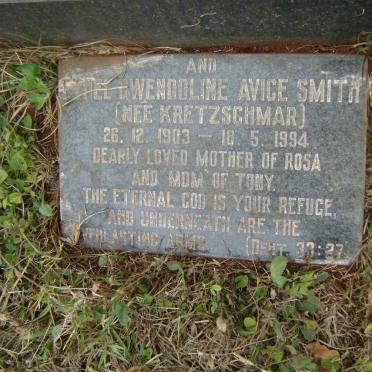 AND
GWENDOLINE AVICE SMITH
(NEE KRETZSCHMAR)
26. 12. 1903 — 18. 5. 1994
DEARLY LOVED MOTHER OF ROSA
AND "MOM" OF TONY.
THE ETERNAL GOD IS YOUR REFUGE,
AND UNDERNEATH ARE THE
EVERLASTING ARMS (DEUT 33:27